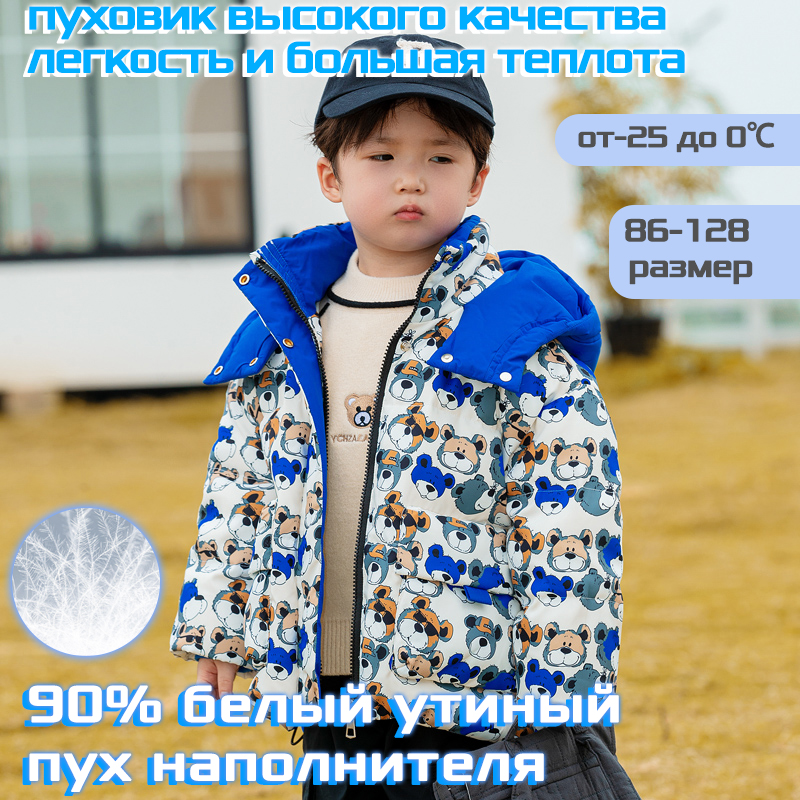 пуховик высокого качества
легкость и большая теплота
от-25 до 0℃
86-128
размер
90% белый утиный
пух наполнителя